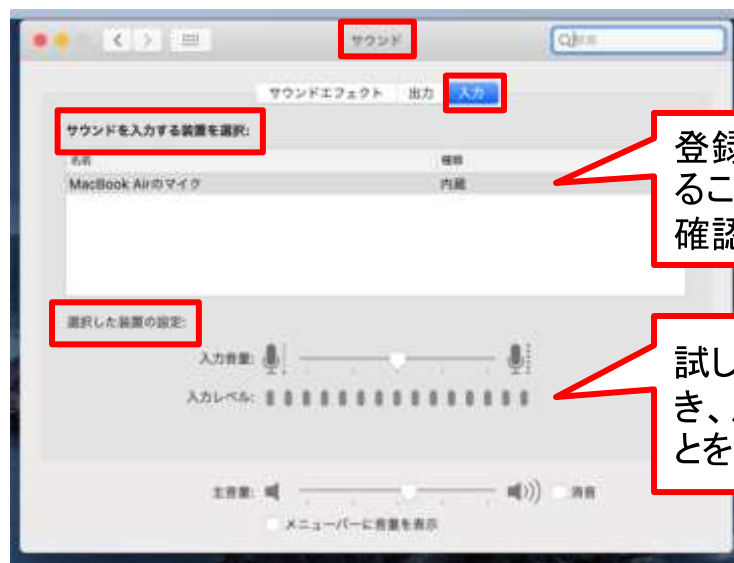 サウンド
検索
サウンドエフェクト 出力 入力
サウンドを入力する装置を選択:
名前 種類
MacBook Airのマイク 内蔵
登録
るこ
確認
選択した装置の設定:
入力音量:
入力レベル:
試し
き、
とを
主音量: 消音
メニューバーに音量を表示